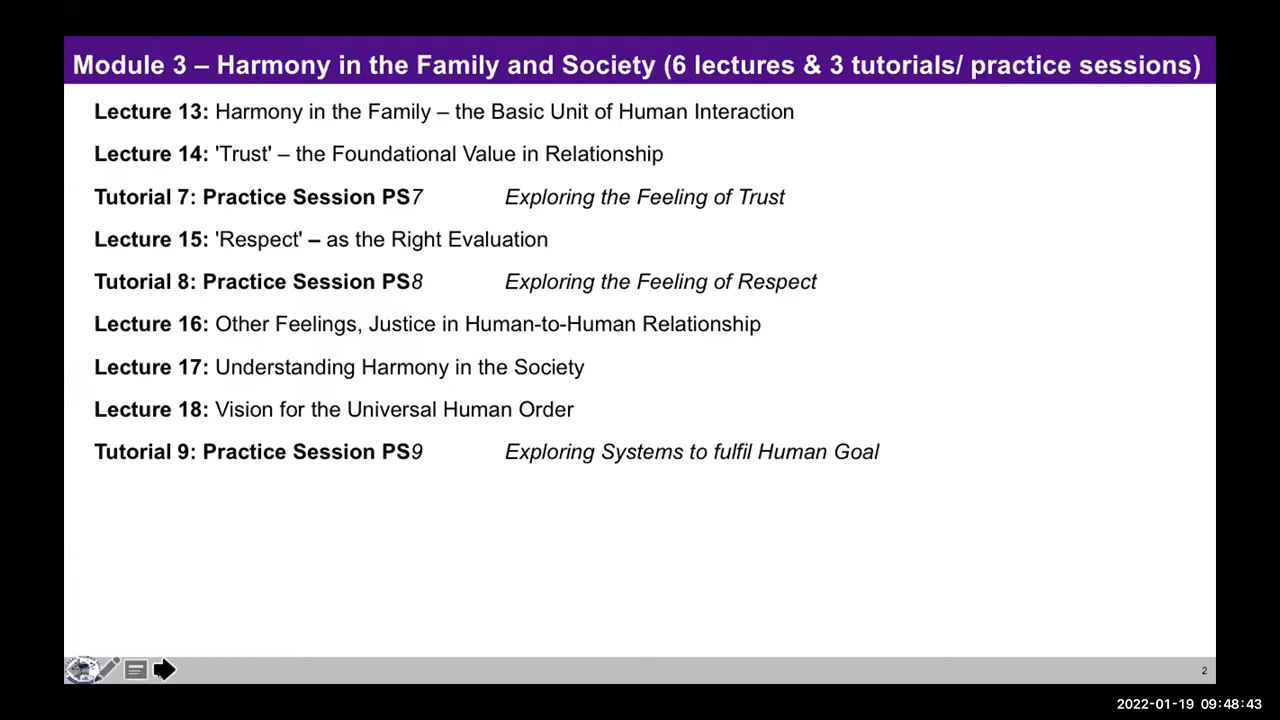 Module 3 – Harmony in the Family and Society (6 lectures & 3 tutorials/ practice sessions)
Lecture 13: Harmony in the Family – the Basic Unit of Human Interaction
Lecture 14: 'Trust' – the Foundational Value in Relationship
Tutorial 7: Practice Session PS7 Exploring the Feeling of Trust
Lecture 15: 'Respect' – as the Right Evaluation
Tutorial 8: Practice Session PS8 Exploring the Feeling of Respect
Lecture 16: Other Feelings, Justice in Human-to-Human Relationship
Lecture 17: Understanding Harmony in the Society
Lecture 18: Vision for the Universal Human Order
Tutorial 9: Practice Session PS9 Exploring Systems to fulfil Human Goal
2
2022-01-19 09:48:43